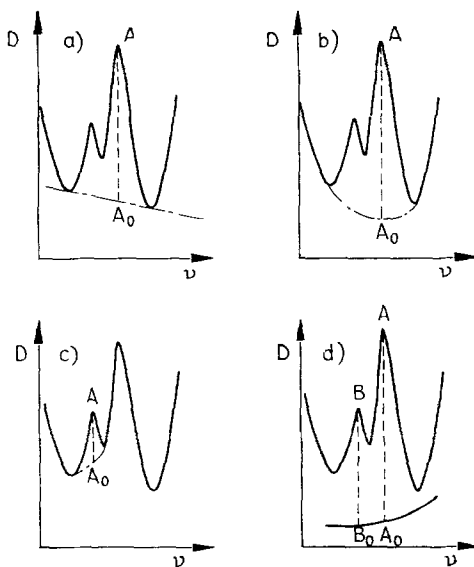 D a) A
A₀
ν
D b) A
A₀
ν
D c) A
A₀
ν
D d) A
B
B₀ A₀
ν